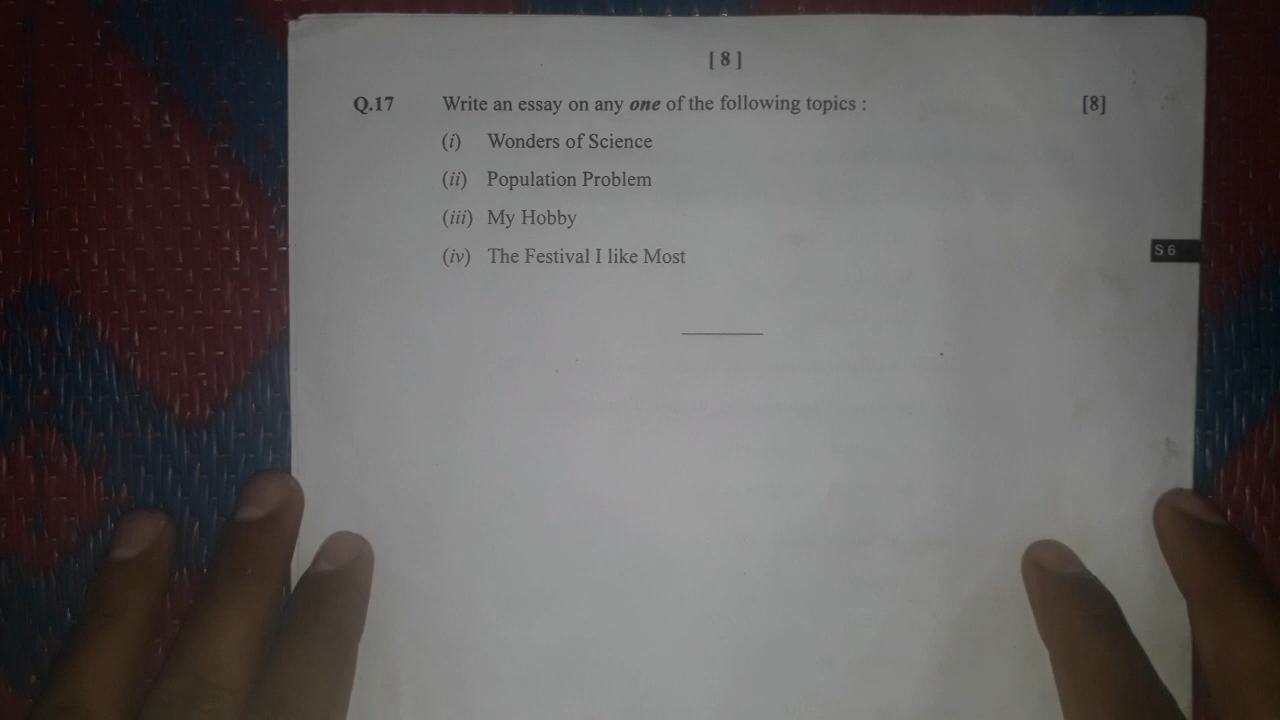 [ 8 ]
Q.17 Write an essay on any one of the following topics : [8]
(i) Wonders of Science
(ii) Population Problem
(iii) My Hobby
(iv) The Festival I like Most
S 6